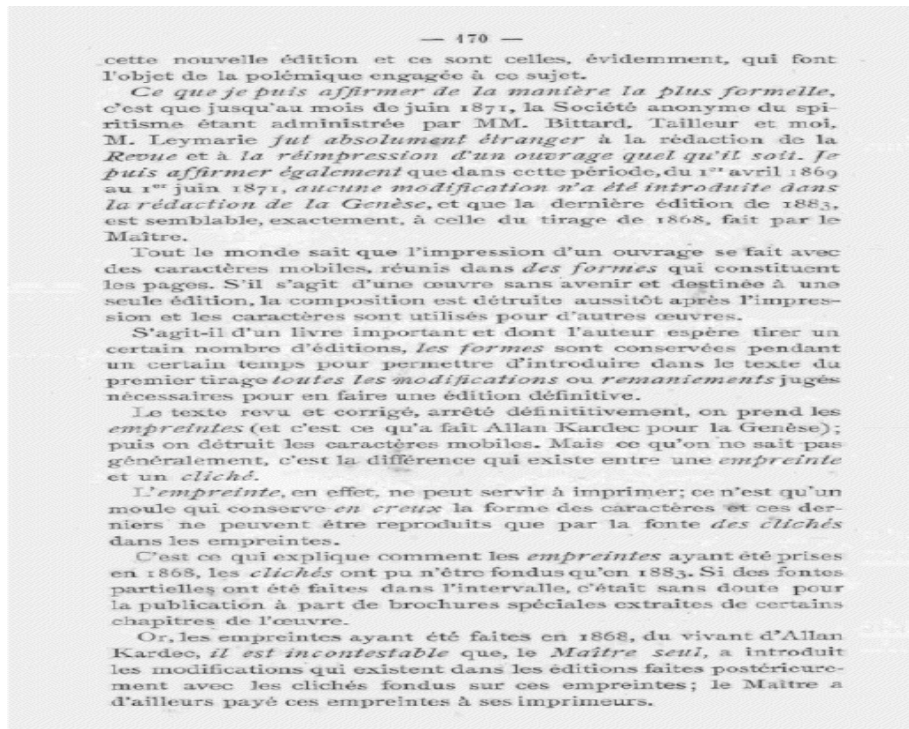 — 170 —
cette nouvelle édition et ce sont celles, évidemment, qui font
l'objet de la polémique engagée à ce sujet.
Ce que je puis affirmer de la manière la plus formelle,
c'est que jusqu'au mois de juin 1871, la Société anonyme du spi-
ritisme étant administrée par MM. Bittard, Tailleur et moi,
M. Leymarie fut absolument étranger à la rédaction de la
Revue et à la réimpression d'un ouvrage quel qu'il soit. Je
puis affirmer également que dans cette période, du 1er avril 1869
au 1er juin 1871, aucune modification n'a été introduite dans
la rédaction de la Genèse, et que la dernière édition de 1883,
est semblable, exactement, à celle du tirage de 1868, fait par le
Maître.
Tout le monde sait que l'impression d'un ouvrage se fait avec
des caractères mobiles, réunis dans des formes qui constituent
les pages. S'il s'agit d'une œuvre sans avenir et destinée à une
seule édition, la composition est détruite aussitôt après l'impres-
sion et les caractères sont utilisés pour d'autres œuvres.
S'agit-il d'un livre important et dont l'auteur espère tirer un
certain nombre d'éditions, les formes sont conservées pendant
un certain temps pour permettre d'introduire dans le texte du
premier tirage toutes les modifications ou remaniements jugés
nécessaires pour en faire une édition définitive.
Le texte revu et corrigé, arrêté définititivement, on prend les
empreintes (et c'est ce qu'a fait Allan Kardec pour la Genèse);
puis on détruit les caractères mobiles. Mais ce qu'on ne sait pas
généralement, c'est la différence qui existe entre une empreinte
et un cliché.
L'empreinte, en effet, ne peut servir à imprimer; ce n'est qu'un
moule qui conserve en creux la forme des caractères et ces der-
niers ne peuvent être reproduits que par la fonte des clichés
dans les empreintes.
C'est ce qui explique comment les empreintes ayant été prises
en 1868, les clichés ont pu n'être fondus qu'en 1883. Si des fontes
partielles ont été faites dans l'intervalle, c'était sans doute pour
la publication à part de brochures spéciales extraites de certains
chapitres de l'œuvre.
Or, les empreintes ayant été faites en 1868, du vivant d'Allan
Kardec, il est incontestable que, le Maître seul, a introduit
les modifications qui existent dans les éditions faites postérieure-
ment avec les clichés fondus sur ces empreintes; le Maître a
d'ailleurs payé ces empreintes à ses imprimeurs.